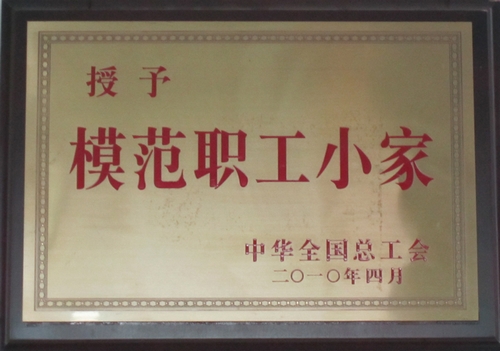 授予
模范职工小家
中华全国总工会
二〇一〇年四月